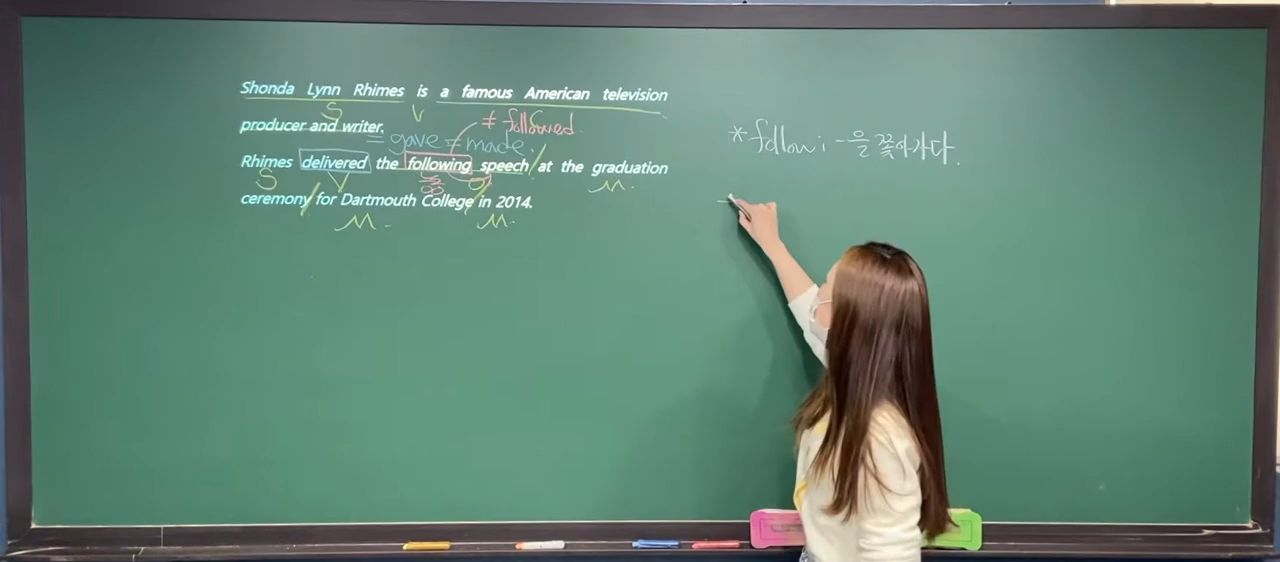 Shonda Lynn Rhimes is a famous American television
S V
≠ followed.
producer and writer.
= gave = made.
Rhimes delivered the following speech / at the graduation
S V O M.
ceremony / for Dartmouth College / in 2014.
M. M.
* follow: -을 쫓아가다.